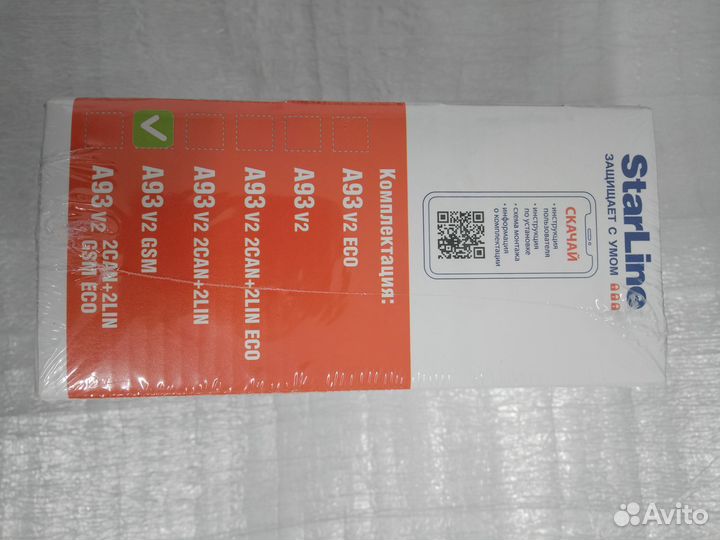 StarLine
ЗАЩИЩАЕТ С УМОМ
СКАЧАЙ
• инструкция
пользователя
• инструкция
по установке
• схема монтажа
• информация
о комплектации
Комплектация:
A93 v2 ECO
A93 v2
A93 v2 2CAN+2LIN ECO
A93 v2 2CAN+2LIN
A93 v2 GSM
A93 v2 2CAN+2LIN
GSM ECO
Avito